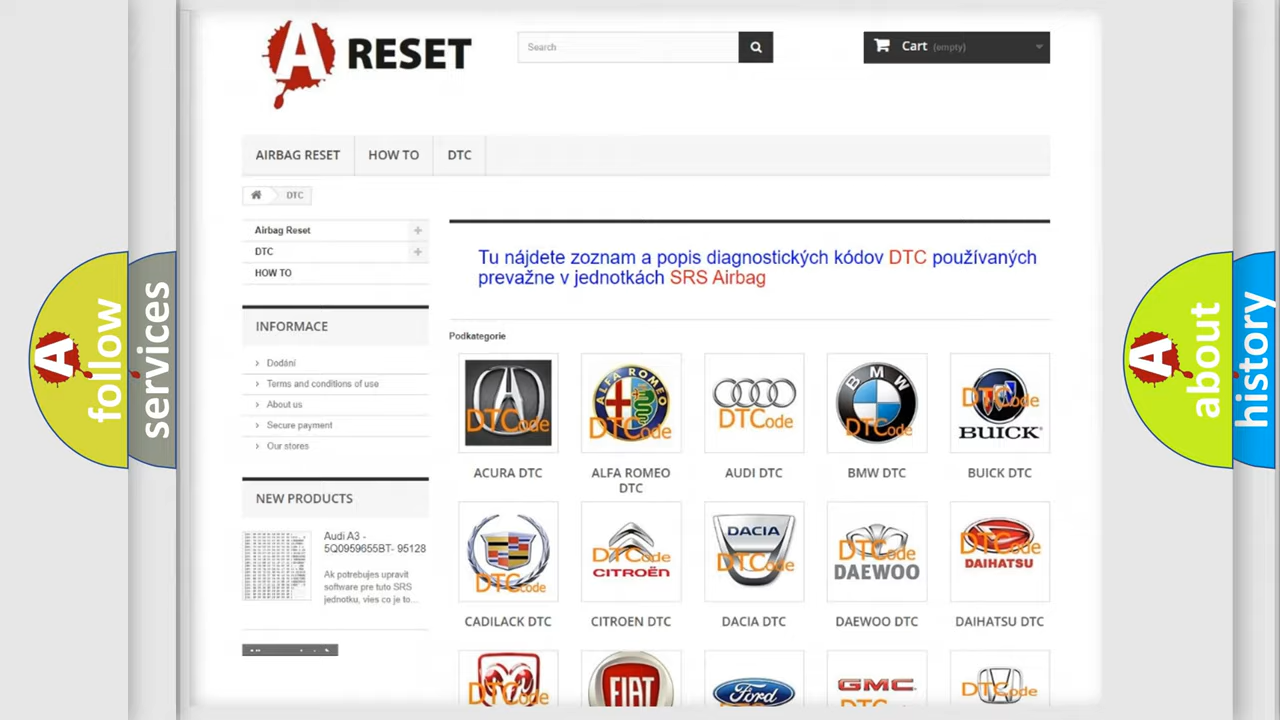 A RESET
Search
Cart (empty)
AIRBAG RESET
HOW TO
DTC
DTC
Airbag Reset
DTC
HOW TO
INFORMACE
Dodání
Terms and conditions of use
About us
Secure payment
Our stores
NEW PRODUCTS
Audi A3 -
5Q0959655BT- 95128
Ak potrebujes upravit
software pre tuto SRS
jednotku, vies co je to...
Tu nájdete zoznam a popis diagnostických kódov DTC používaných
prevažne v jednotkách SRS Airbag
Podkategorie
DTCode
ALFA ROMEO
DTCode
DTCode
BMW
DTCode
DTCode
BUICK
ACURA DTC
ALFA ROMEO
DTC
AUDI DTC
BMW DTC
BUICK DTC
DTCode
DTCode
CITROËN
DACIA
DTCode
DTCode
DAEWOO
DTCode
DAIHATSU
CADILACK DTC
CITROEN DTC
DACIA DTC
DAEWOO DTC
DAIHATSU DTC
DTCode
FIAT
Ford
GMC
DTCode
A follow
services
A about
history